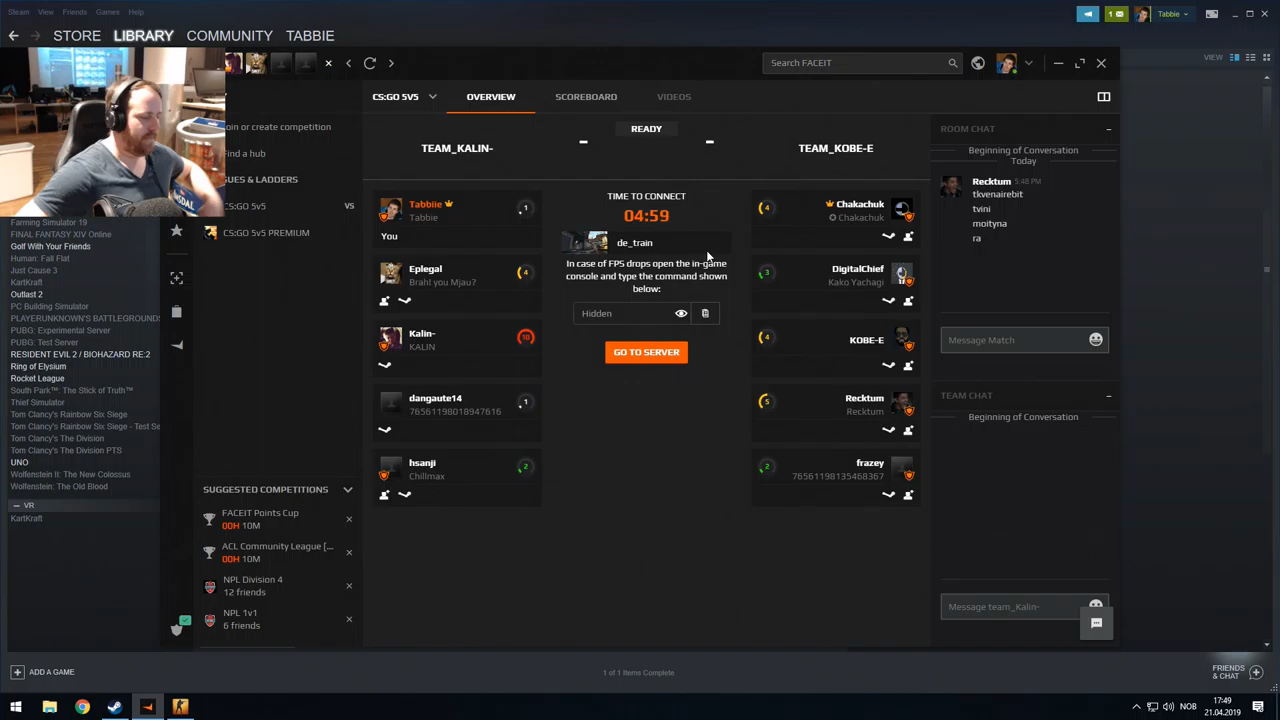 Steam View Friends Games Help
1
Tabbie
STORE LIBRARY COMMUNITY TABBIE
VIEW
Search FACEIT
CS:GO 5V5
OVERVIEW
SCOREBOARD
VIDEOS
oin or create competition
ind a hub
GUES & LADDERS
GO 5v5
VS
CS:GO 5v5 PREMIUM
READY
TEAM_KALIN-
TEAM_KOBE-E
Tabbiie
Tabbie
1
You
Eplegal
Brah! you Mjau?
4
Kalin-
KALIN
10
dangaute14
76561198018947616
1
hsanji
Chillmax
2
TIME TO CONNECT
04:59
de_train
In case of FPS drops open the in-game
console and type the command shown
below:
Hidden
GO TO SERVER
4
Chakachuk
Chakachuk
3
DigitalChief
Kako Yachagi
4
KOBE-E
5
Recktum
Recktum
2
frazey
76561198135468367
ROOM CHAT
Beginning of Conversation
Today
Recktum 5:48 PM
tkvenairebit
tvini
moityna
ra
Message Match
TEAM CHAT
Beginning of Conversation
Message team_Kalin-
Farming Simulator 19
FINAL FANTASY XIV Online
Golf With Your Friends
Human: Fall Flat
Just Cause 3
Outlast 2
PC Building Simulator
PLAYERUNKNOWN'S BATTLEGROUNDS
PUBG: Experimental Server
PUBG: Test Server
RESIDENT EVIL 2 / BIOHAZARD RE:2
Ring of Elysium
Rocket League
South Park™: The Stick of Truth™
Thief Simulator
Tom Clancy's Rainbow Six Siege
Tom Clancy's Rainbow Six Siege - Test Se
Tom Clancy's The Division
Tom Clancy's The Division PTS
UNO
Wolfenstein II: The New Colossus
Wolfenstein: The Old Blood
VR
KartKraft
SUGGESTED COMPETITIONS
FACEIT Points Cup
00H 10M
ACL Community League [...
00H 10M
NPL Division 4
12 friends
NPL 1v1
6 friends
ADD A GAME
1 of 1 Items Complete
FRIENDS
& CHAT
NOB
17:49
21.04.2019